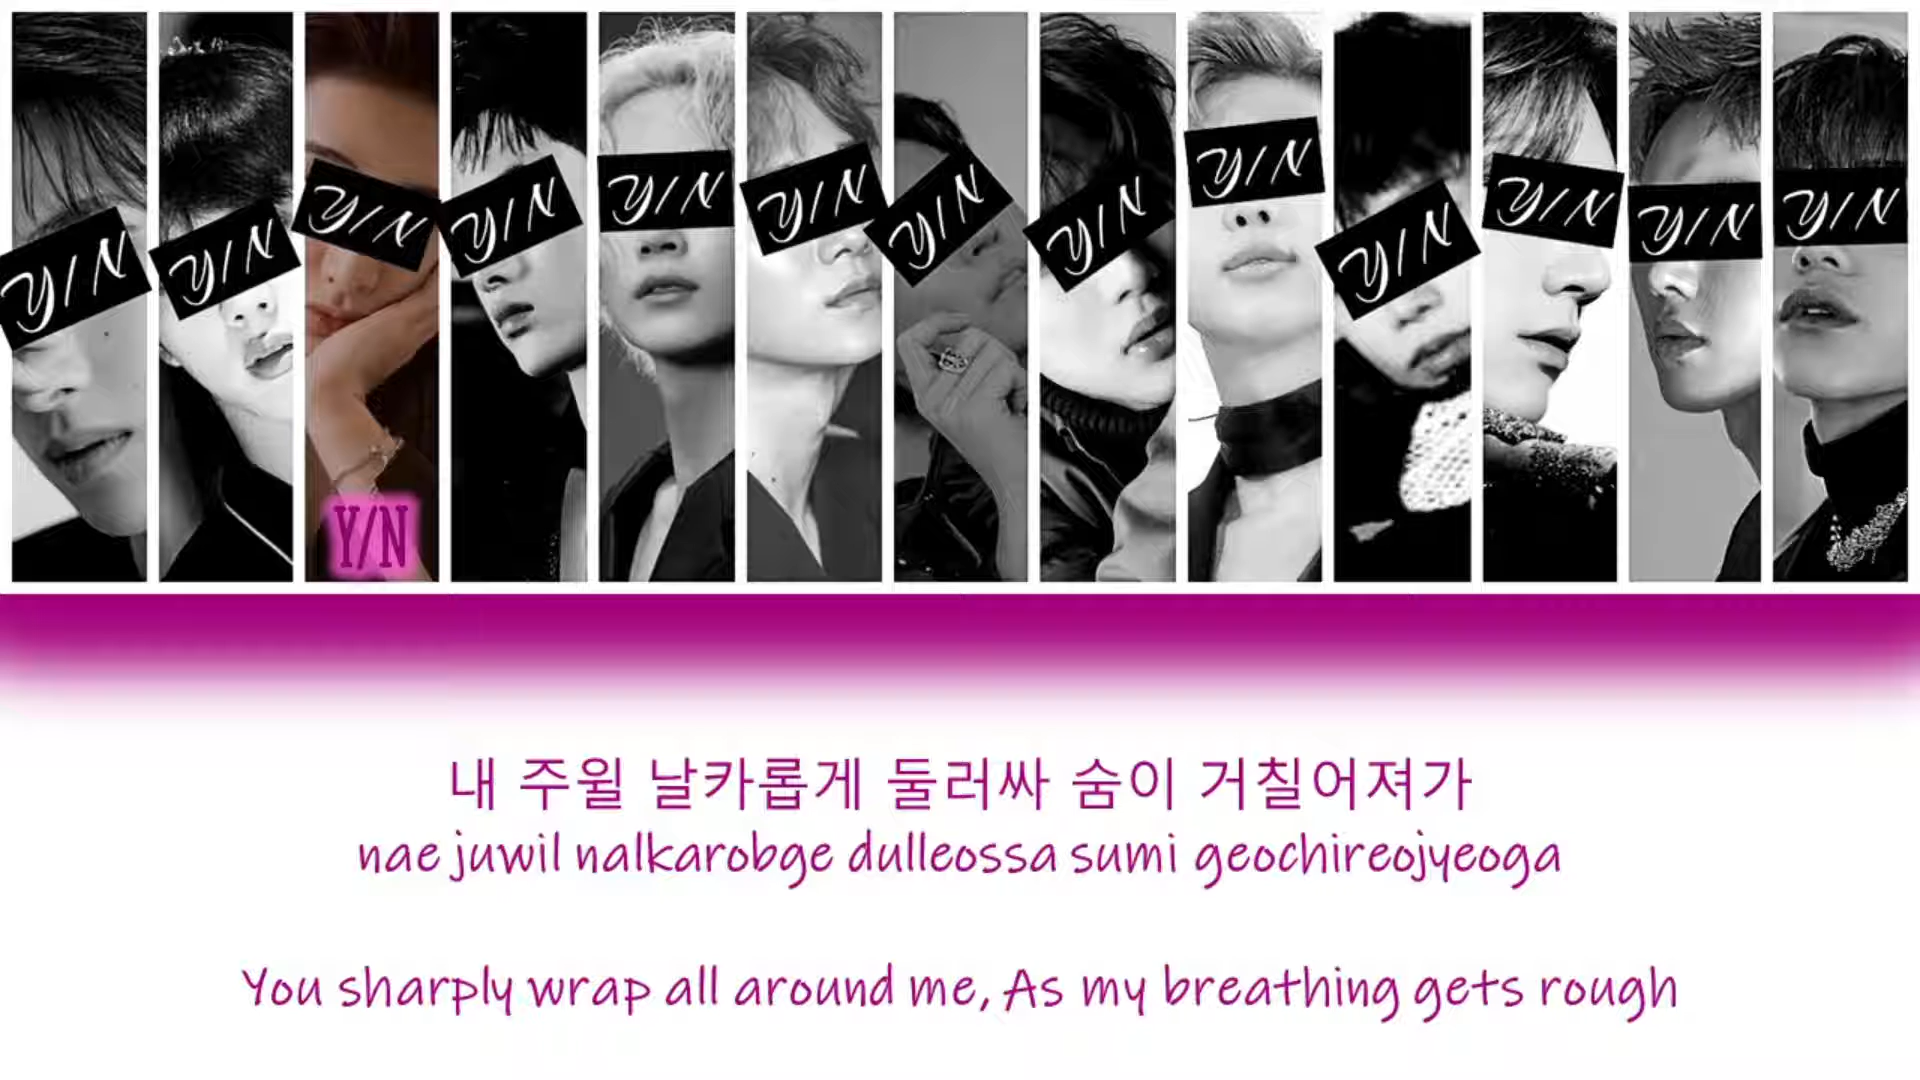 Y/N
Y/N
Y/N
Y/N
Y/N
Y/N
Y/N
Y/N
Y/N
Y/N
Y/N
Y/N
Y/N
Y/N
내 주윌 날카롭게 둘러싸 숨이 거칠어져가
nae juwil nalkarobge dulleossa sumi geochireojyeoga
You sharply wrap all around me, As my breathing gets rough